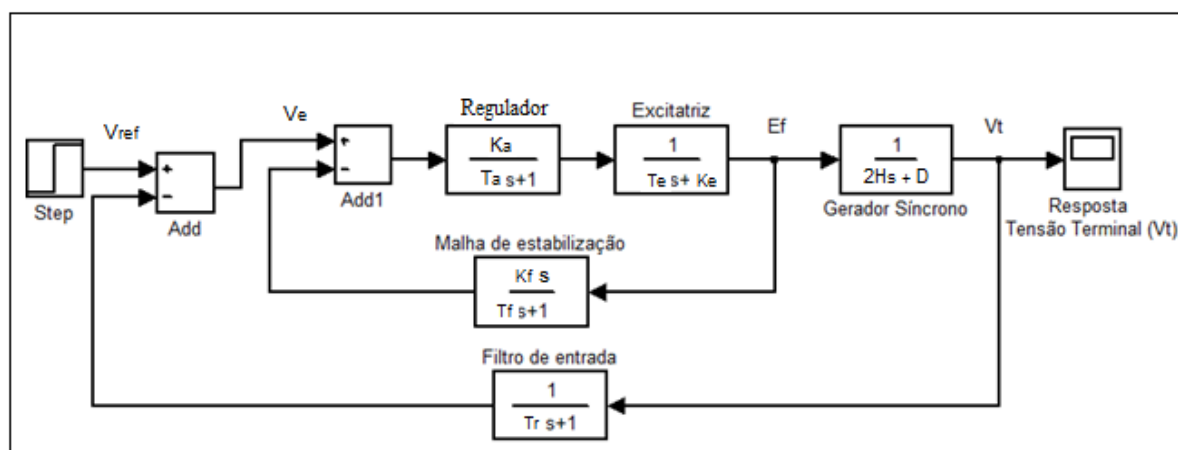 Vref
Step
+
−
Add
Ve
+
−
Add1
Regulador
Ka
Ta s+1
Excitatriz
1
Te s+ Ke
Ef
1
2Hs + D
Gerador Síncrono
Vt
Resposta
Tensão Terminal (Vt)
Malha de estabilização
Kf s
Tf s+1
Filtro de entrada
1
Tr s+1